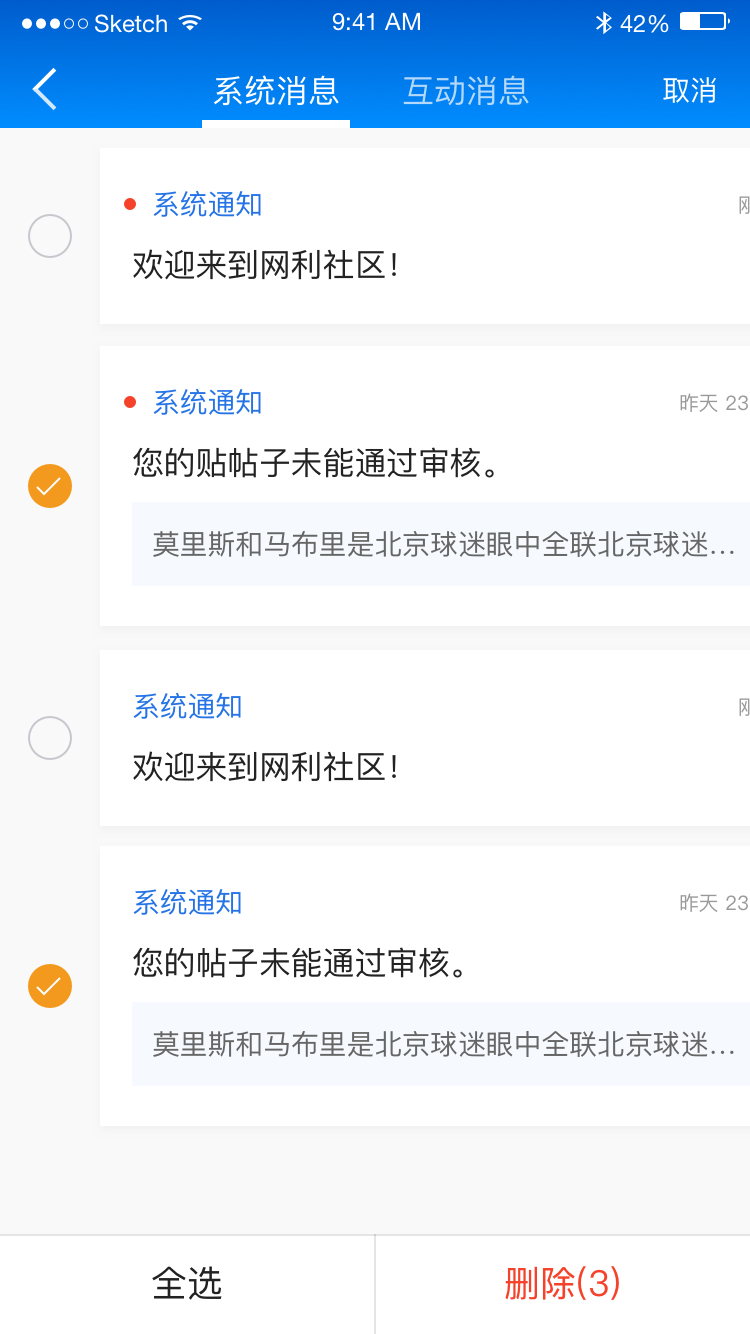 Sketch 9:41 AM 42%
系统消息 互动消息 取消
系统通知 刚
欢迎来到网利社区！
系统通知 昨天 23
您的贴帖子未能通过审核。
莫里斯和马布里是北京球迷眼中全联北京球迷...
系统通知 刚
欢迎来到网利社区！
系统通知 昨天 23
您的帖子未能通过审核。
莫里斯和马布里是北京球迷眼中全联北京球迷...
全选 删除(3)